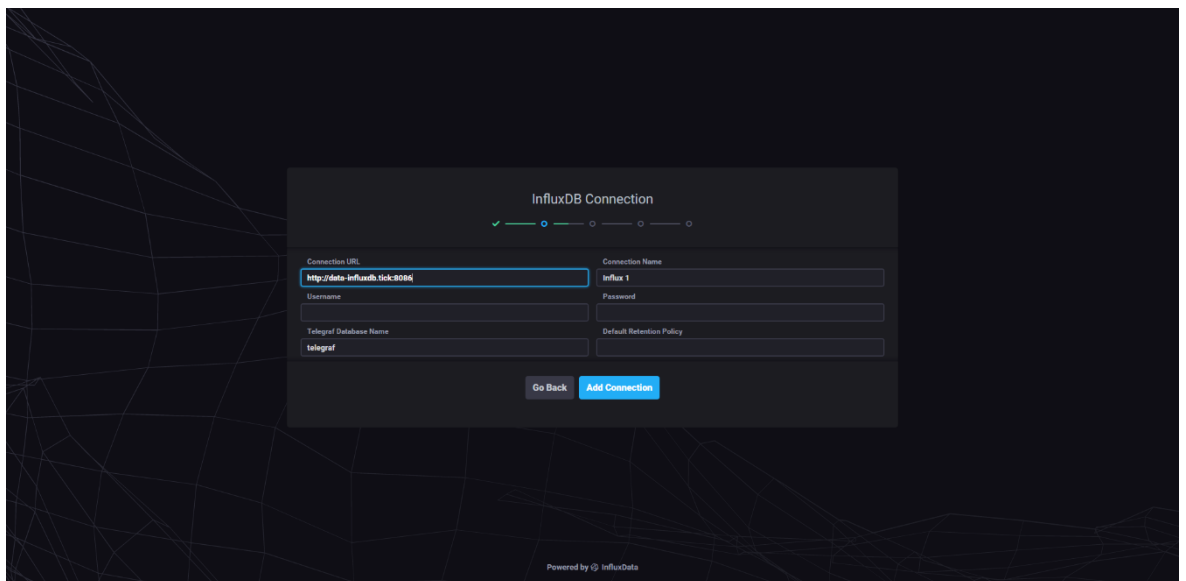 InfluxDB Connection
Connection URL Connection Name
http://data-influxdb.tick:8086 Influx 1
Username Password
Telegraf Database Name Default Retention Policy
telegraf
Go Back Add Connection
Powered by InfluxData